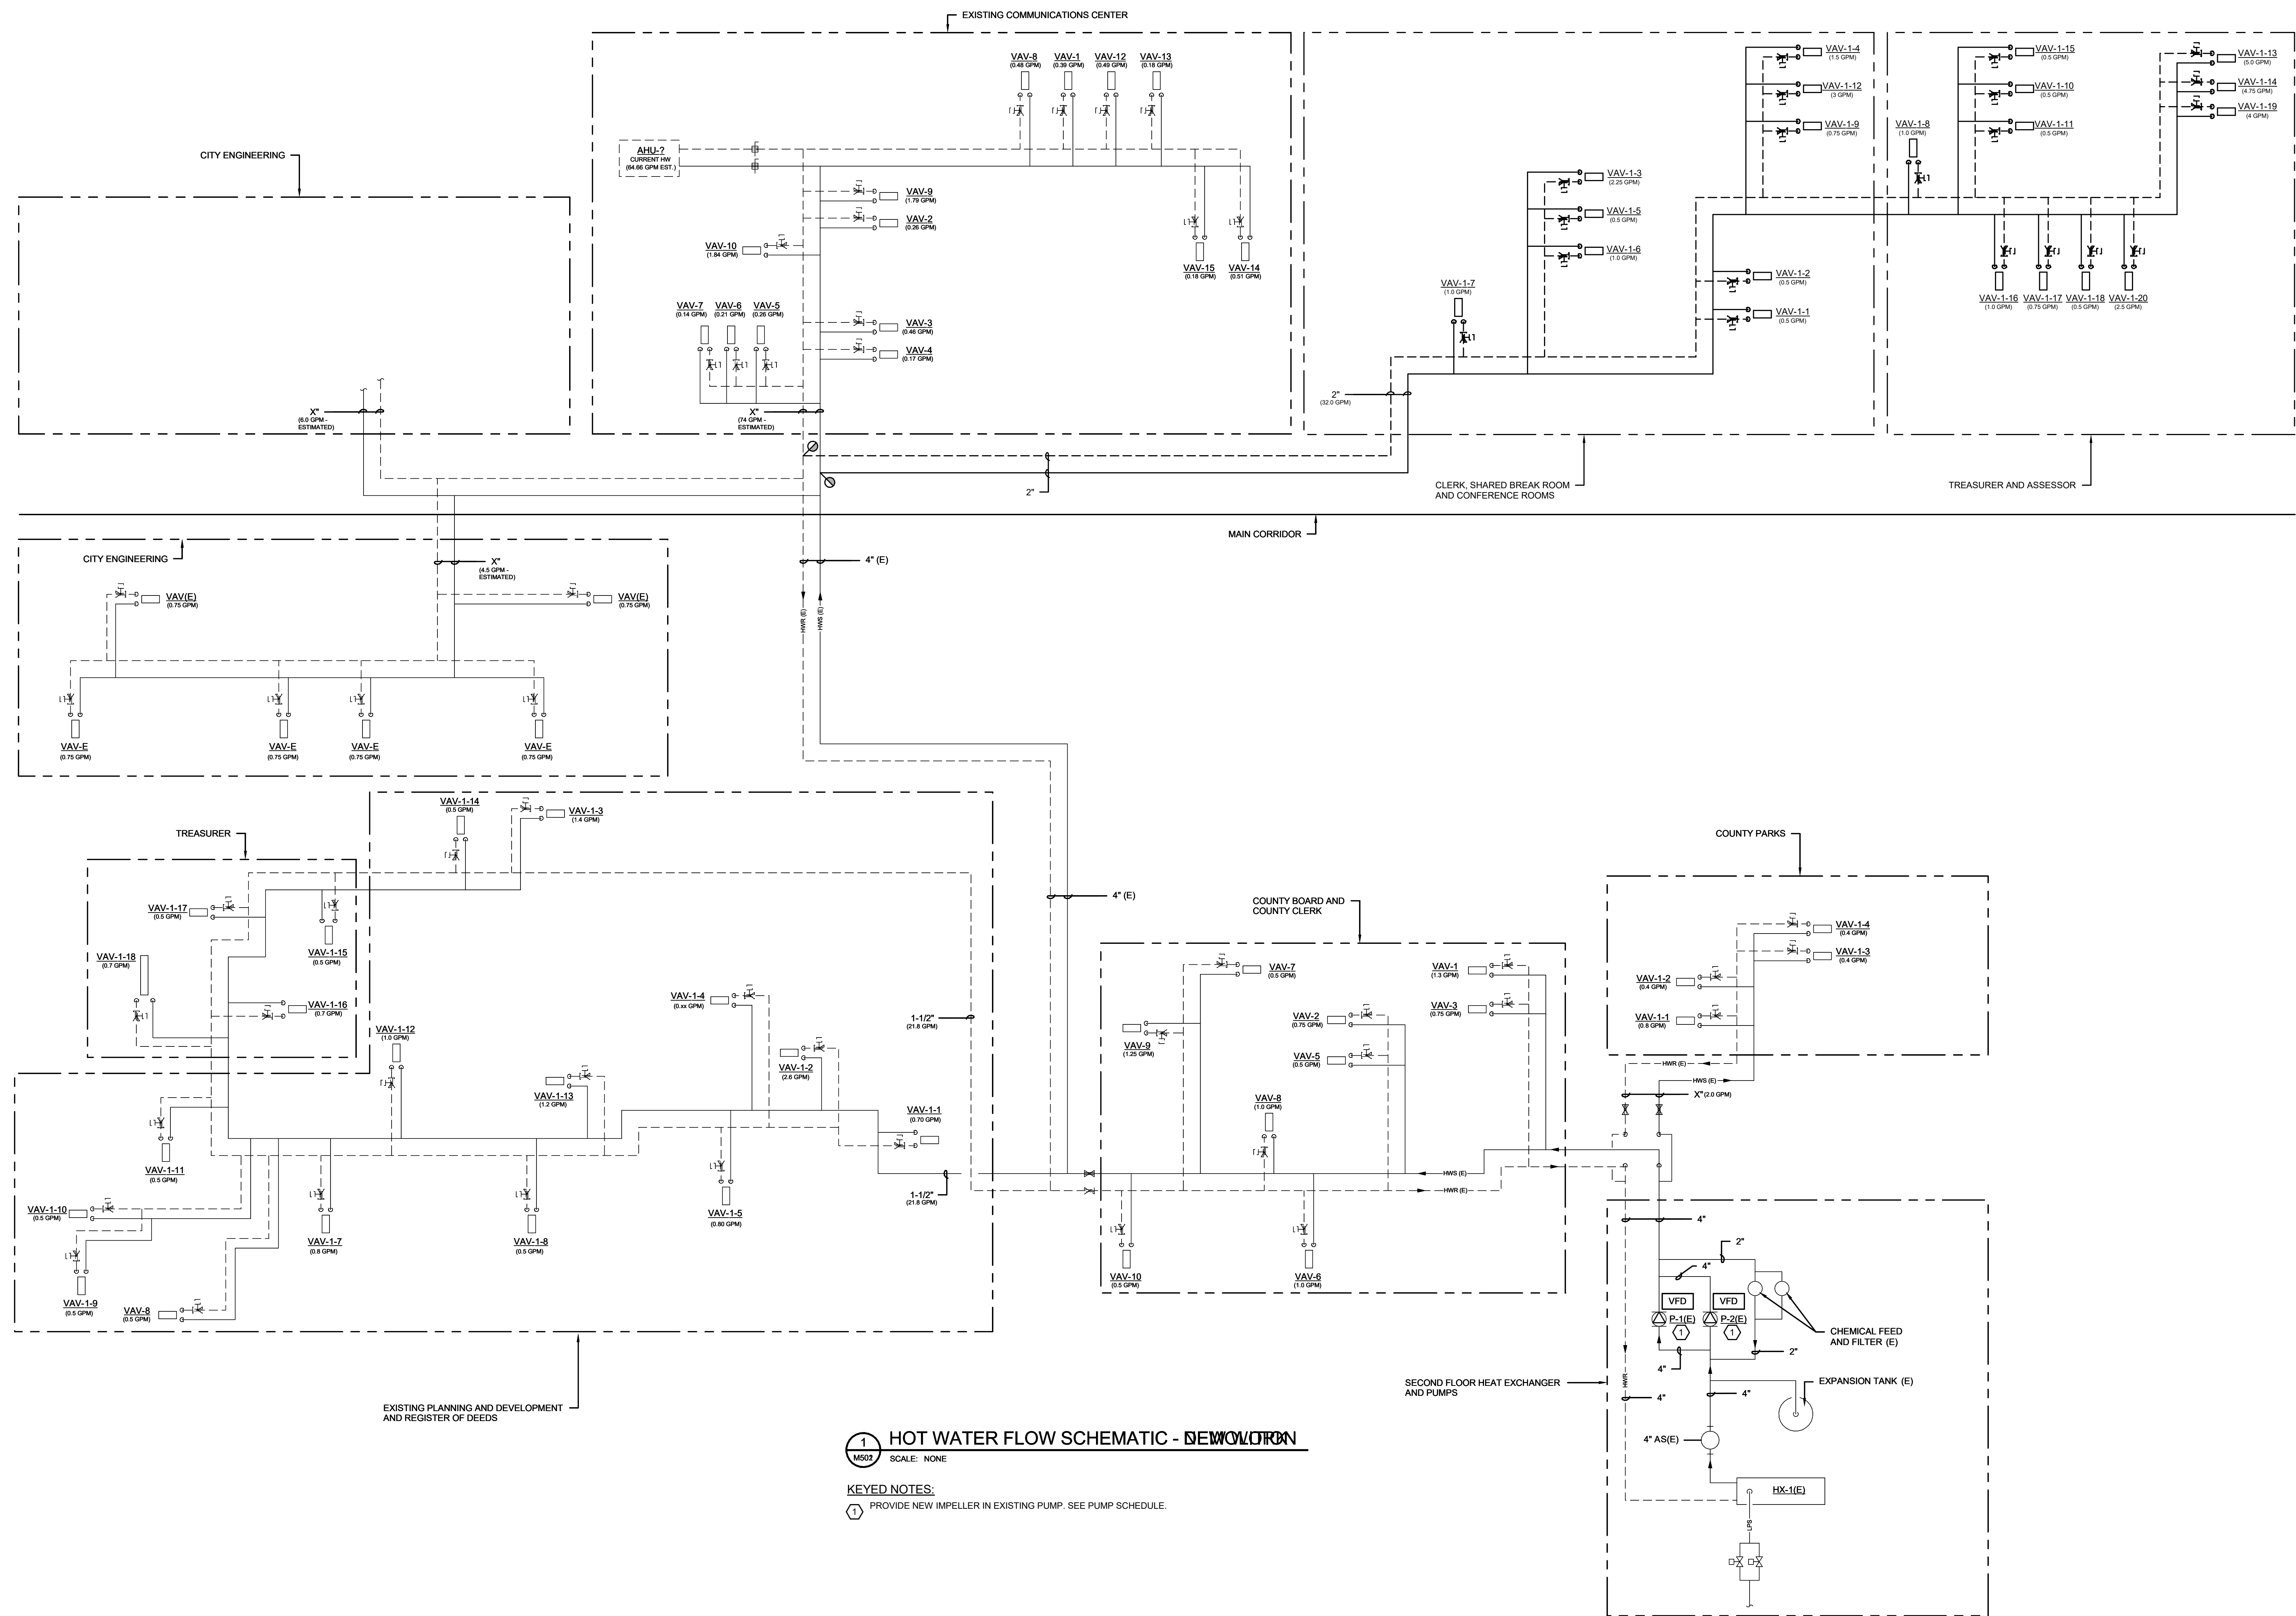 EXISTING COMMUNICATIONS CENTER
CITY ENGINEERING
VAV-8
(0.48 GPM)
VAV-1
(0.39 GPM)
VAV-12
(0.49 GPM)
VAV-13
(0.18 GPM)
AHU-?
CURRENT HW
(64.66 GPM EST.)
VAV-9
(1.79 GPM)
VAV-2
(0.26 GPM)
VAV-10
(1.84 GPM)
VAV-15
(0.18 GPM)
VAV-14
(0.51 GPM)
VAV-7
(0.14 GPM)
VAV-6
(0.21 GPM)
VAV-5
(0.26 GPM)
VAV-3
(0.46 GPM)
VAV-4
(0.17 GPM)
X"
(6.0 GPM -
ESTIMATED)
X"
(74 GPM -
ESTIMATED)
VAV-1-4
(1.5 GPM)
VAV-1-12
(3 GPM)
VAV-1-9
(0.75 GPM)
VAV-1-3
(2.25 GPM)
VAV-1-5
(0.5 GPM)
VAV-1-6
(1.0 GPM)
VAV-1-7
(1.0 GPM)
VAV-1-2
(0.5 GPM)
VAV-1-1
(0.5 GPM)
2"
(32.0 GPM)
VAV-1-8
(1.0 GPM)
VAV-1-15
(0.5 GPM)
VAV-1-10
(0.5 GPM)
VAV-1-11
(0.5 GPM)
VAV-1-13
(5.0 GPM)
VAV-1-14
(4.75 GPM)
VAV-1-19
(4 GPM)
VAV-1-16
(1.0 GPM)
VAV-1-17
(0.75 GPM)
VAV-1-18
(0.5 GPM)
VAV-1-20
(2.5 GPM)
2"
CLERK, SHARED BREAK ROOM
AND CONFERENCE ROOMS
TREASURER AND ASSESSOR
MAIN CORRIDOR
CITY ENGINEERING
X"
(4.5 GPM -
ESTIMATED)
4" (E)
HWR (E)
HWS (E)
VAV(E)
(0.75 GPM)
VAV(E)
(0.75 GPM)
VAV-E
(0.75 GPM)
VAV-E
(0.75 GPM)
VAV-E
(0.75 GPM)
VAV-E
(0.75 GPM)
TREASURER
VAV-1-14
(0.5 GPM)
VAV-1-3
(1.4 GPM)
VAV-1-17
(0.5 GPM)
VAV-1-15
(0.5 GPM)
VAV-1-18
(0.7 GPM)
VAV-1-16
(0.7 GPM)
VAV-1-12
(1.0 GPM)
VAV-1-4
(0.xx GPM)
1-1/2"
(21.8 GPM)
VAV-1-2
(2.6 GPM)
VAV-1-13
(1.2 GPM)
VAV-1-1
(0.70 GPM)
VAV-1-11
(0.5 GPM)
1-1/2"
(21.8 GPM)
VAV-1-10
(0.5 GPM)
VAV-1-7
(0.8 GPM)
VAV-1-8
(0.5 GPM)
VAV-1-5
(0.80 GPM)
VAV-1-9
(0.5 GPM)
VAV-8
(0.5 GPM)
EXISTING PLANNING AND DEVELOPMENT
AND REGISTER OF DEEDS
4" (E)
COUNTY BOARD AND
COUNTY CLERK
VAV-7
(0.5 GPM)
VAV-1
(1.3 GPM)
VAV-3
(0.75 GPM)
VAV-2
(0.75 GPM)
VAV-9
(1.25 GPM)
VAV-5
(0.5 GPM)
VAV-8
(1.0 GPM)
HWS (E)
HWR (E)
VAV-10
(0.5 GPM)
VAV-6
(1.0 GPM)
COUNTY PARKS
VAV-1-4
(0.4 GPM)
VAV-1-3
(0.4 GPM)
VAV-1-2
(0.4 GPM)
VAV-1-1
(0.8 GPM)
HWR (E)
HWS (E)
X" (2.0 GPM)
4"
2"
4"
VFD
VFD
P-1(E)
P-2(E)
1
1
CHEMICAL FEED
AND FILTER (E)
2"
4"
SECOND FLOOR HEAT EXCHANGER
AND PUMPS
HWR
4"
4"
EXPANSION TANK (E)
4" AS(E)
HX-1(E)
LPS
1
HOT WATER FLOW SCHEMATIC -
SCALE: NONE
KEYED NOTES:
1 PROVIDE NEW IMPELLER IN EXISTING PUMP. SEE PUMP SCHEDULE.